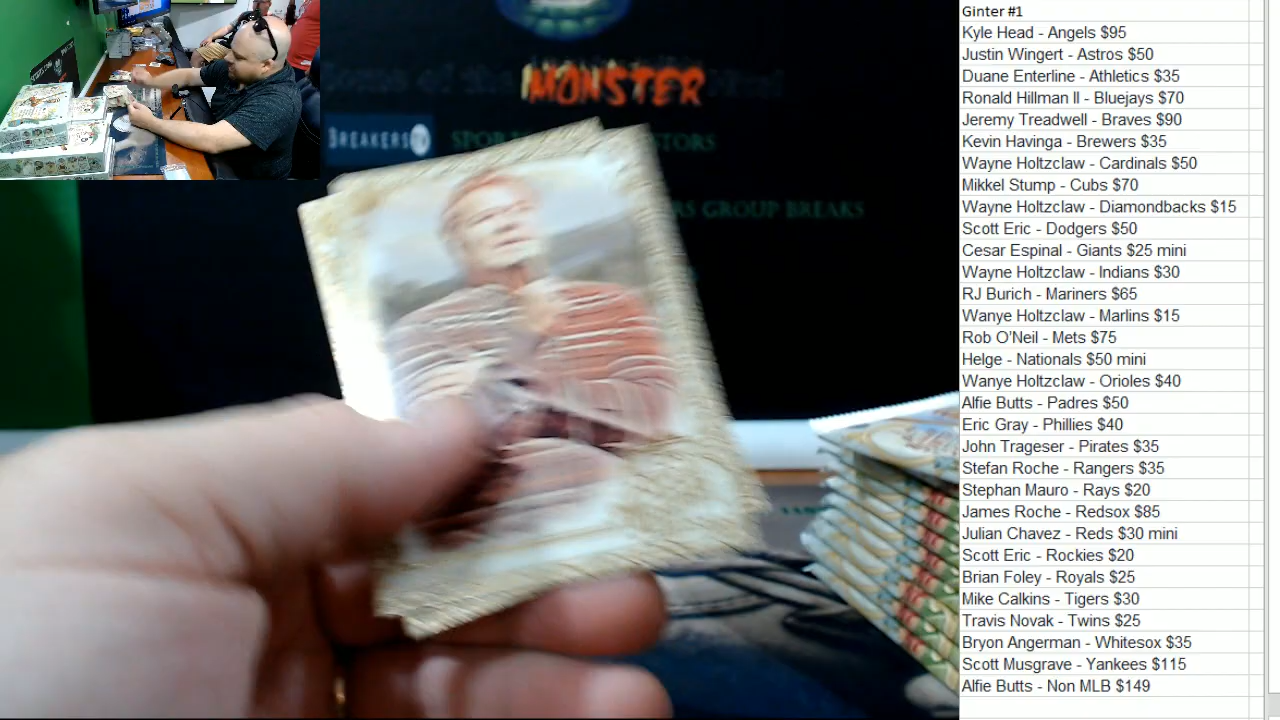 MONSTER
BREAKERS TV
SPOR STORS
RS GROUP BREAKS
Ginter #1
Kyle Head - Angels $95
Justin Wingert - Astros $50
Duane Enterline - Athletics $35
Ronald Hillman ll - Bluejays $70
Jeremy Treadwell - Braves $90
Kevin Havinga - Brewers $35
Wayne Holtzclaw - Cardinals $50
Mikkel Stump - Cubs $70
Wayne Holtzclaw - Diamondbacks $15
Scott Eric - Dodgers $50
Cesar Espinal - Giants $25 mini
Wayne Holtzclaw - Indians $30
RJ Burich - Mariners $65
Wanye Holtzclaw - Marlins $15
Rob O'Neil - Mets $75
Helge - Nationals $50 mini
Wanye Holtzclaw - Orioles $40
Alfie Butts - Padres $50
Eric Gray - Phillies $40
John Trageser - Pirates $35
Stefan Roche - Rangers $35
Stephan Mauro - Rays $20
James Roche - Redsox $85
Julian Chavez - Reds $30 mini
Scott Eric - Rockies $20
Brian Foley - Royals $25
Mike Calkins - Tigers $30
Travis Novak - Twins $25
Bryon Angerman - Whitesox $35
Scott Musgrave - Yankees $115
Alfie Butts - Non MLB $149